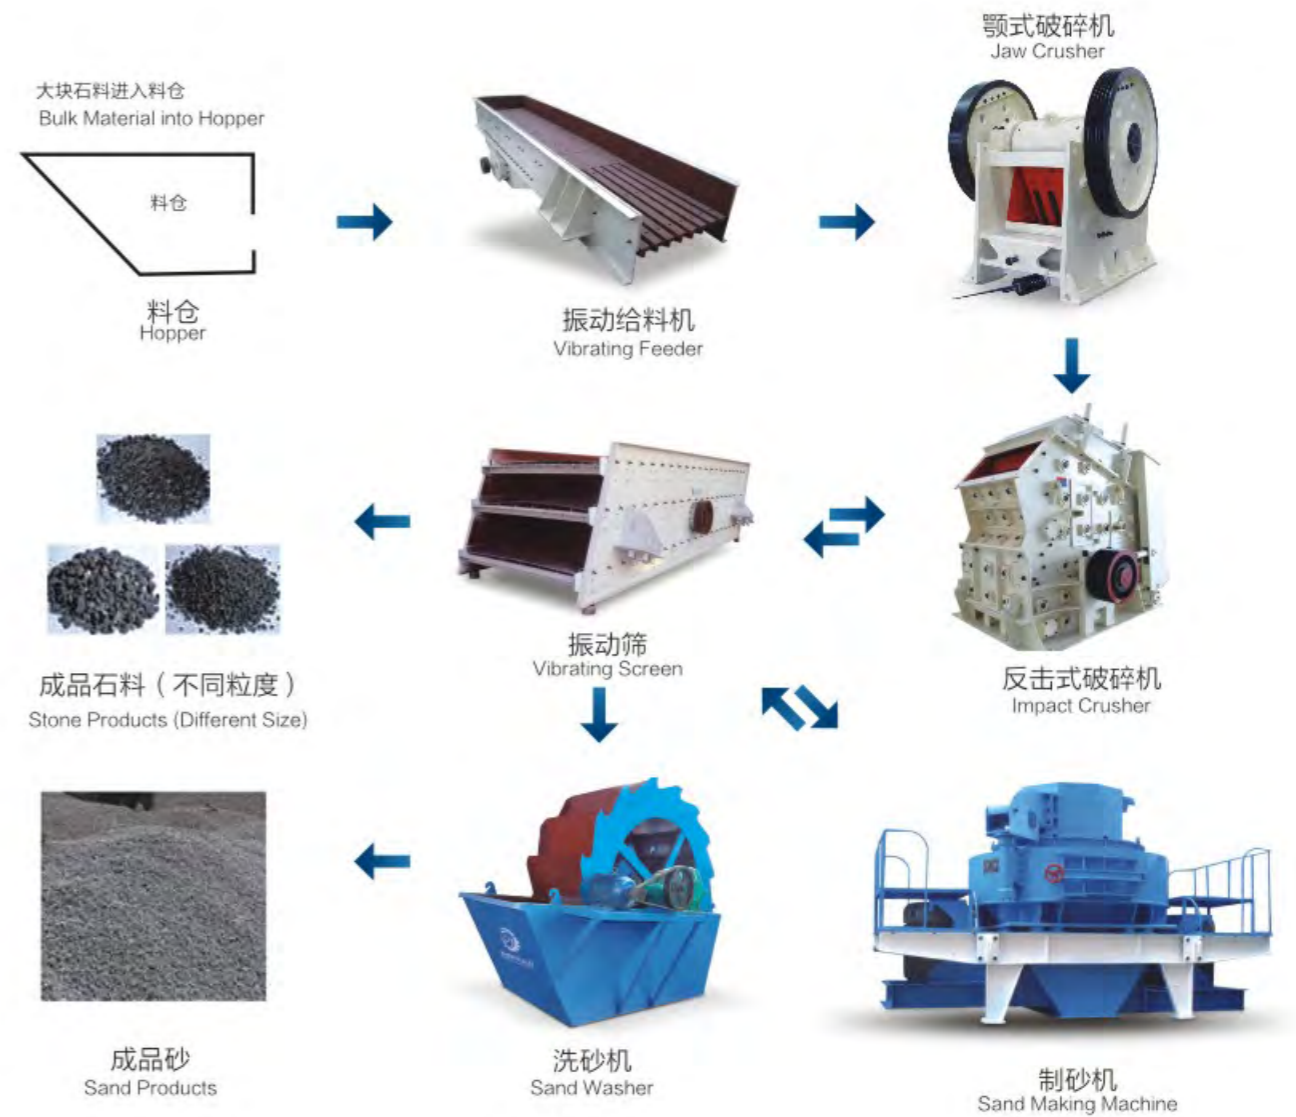 颚式破碎机
Jaw Crusher
大块石料进入料仓
Bulk Material into Hopper
料仓
料仓
Hopper
振动给料机
Vibrating Feeder
振动筛
Vibrating Screen
反击式破碎机
Impact Crusher
成品石料（不同粒度）
Stone Products (Different Size)
成品砂
Sand Products
洗砂机
Sand Washer
制砂机
Sand Making Machine